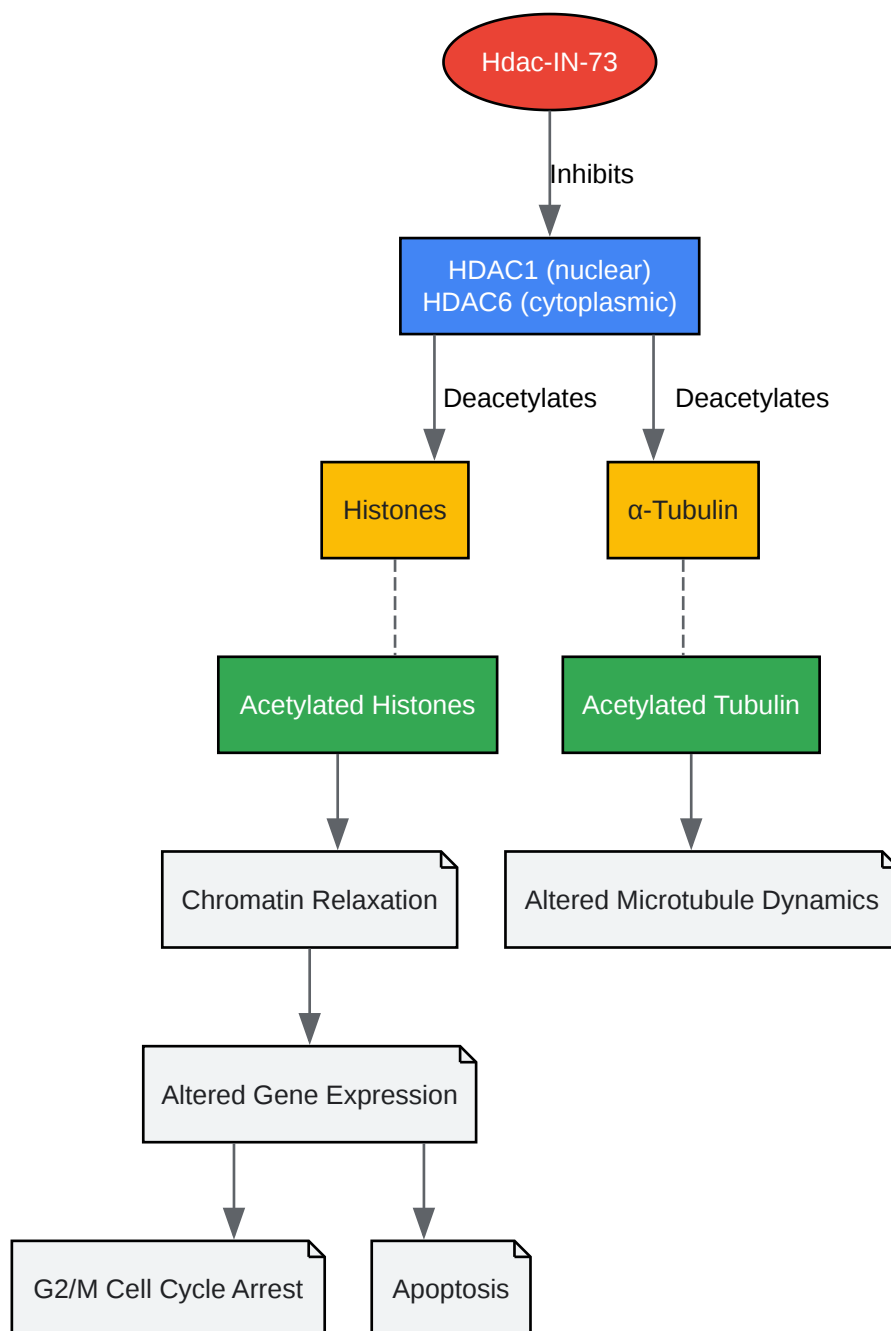 Hdac-IN-73
Inhibits
HDAC1 (nuclear)
HDAC6 (cytoplasmic)
Deacetylates
Deacetylates
Histones
α-Tubulin
Acetylated Histones
Acetylated Tubulin
Chromatin Relaxation
Altered Microtubule Dynamics
Altered Gene Expression
G2/M Cell Cycle Arrest
Apoptosis